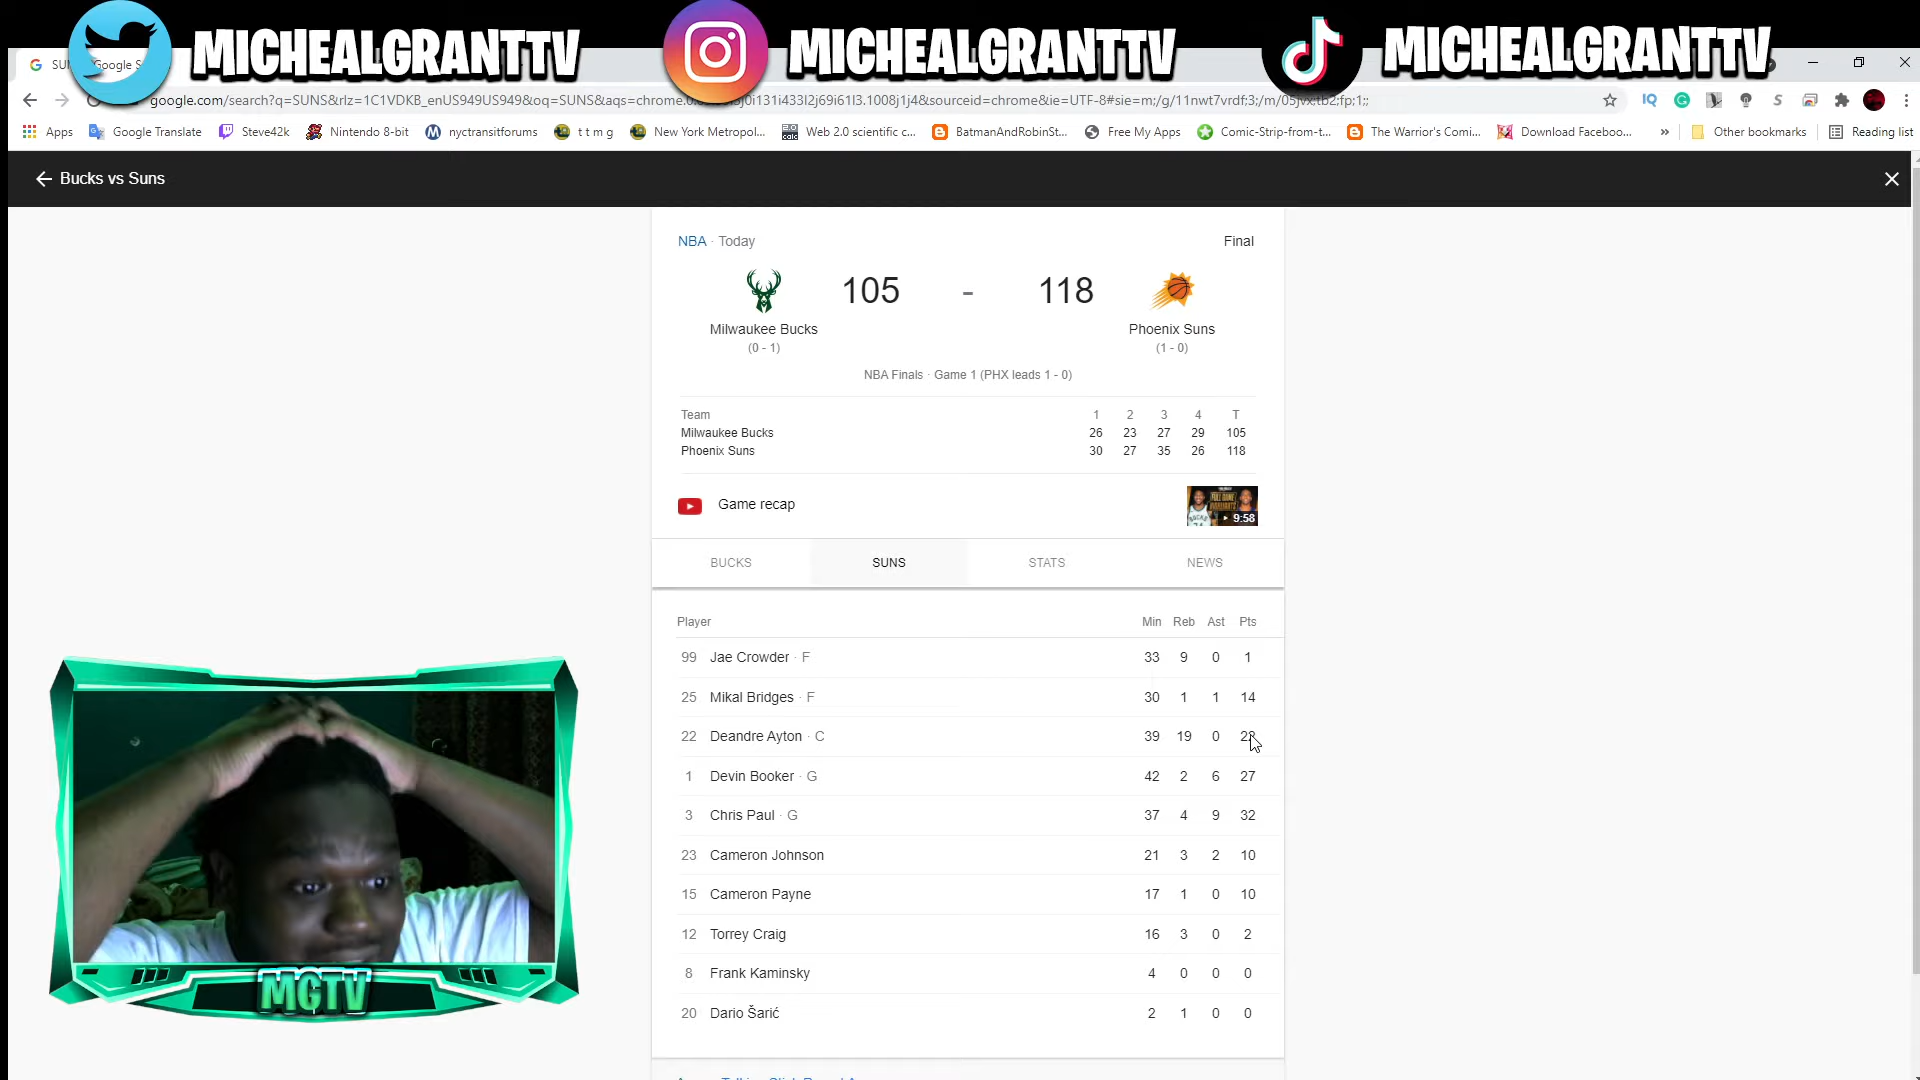 MICHEALGRANTTV MICHEALGRANTTV MICHEALGRANTTV
Apps Google Translate Steve42k Nintendo 8-bit nyctransitforums t t m g New York Metropol... Web 2.0 scientific c... BatmanAndRobinSt... Free My Apps Comic-Strip-from-t... The Warrior's Comi... Download Faceboo... » Other bookmarks Reading list
Bucks vs Suns
NBA · Today Final
105 - 118
Milwaukee Bucks Phoenix Suns
(0 - 1) (1 - 0)
NBA Finals · Game 1 (PHX leads 1 - 0)
Team 1 2 3 4 T
Milwaukee Bucks 26 23 27 29 105
Phoenix Suns 30 27 35 26 118
Game recap 9:58
BUCKS SUNS STATS NEWS
Player Min Reb Ast Pts
99 Jae Crowder · F 33 9 0 1
25 Mikal Bridges · F 30 1 1 14
22 Deandre Ayton · C 39 19 0
1 Devin Booker · G 42 2 6 27
3 Chris Paul · G 37 4 9 32
23 Cameron Johnson 21 3 2 10
15 Cameron Payne 17 1 0 10
12 Torrey Craig 16 3 0 2
8 Frank Kaminsky 4 0 0 0
20 Dario Šarić 2 1 0 0
MGTV